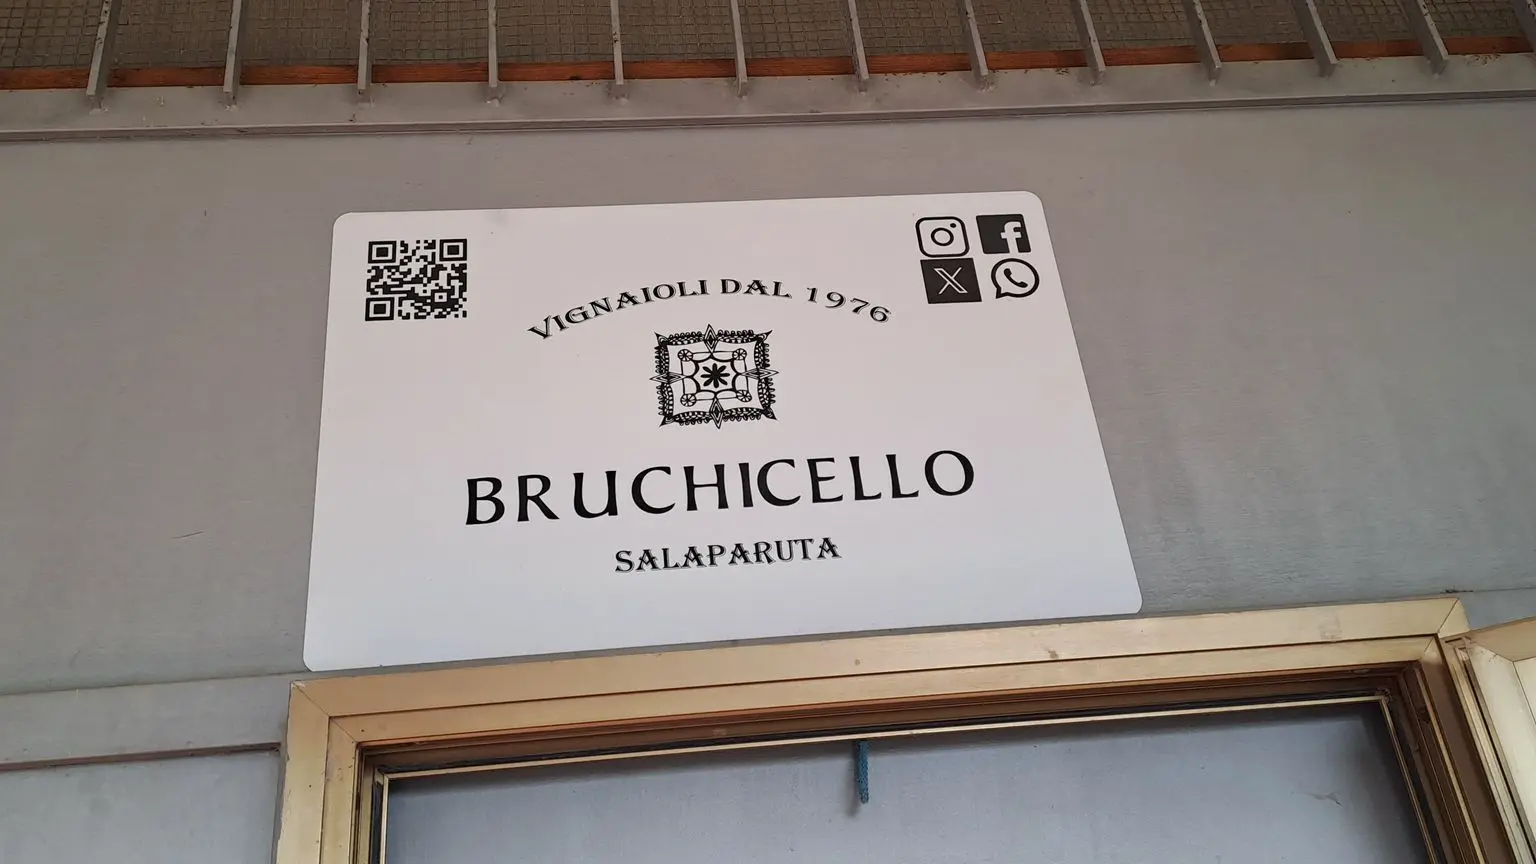 VIGNAIOLI DAL 1976
BRUCHICELLO
SALAPARUTA